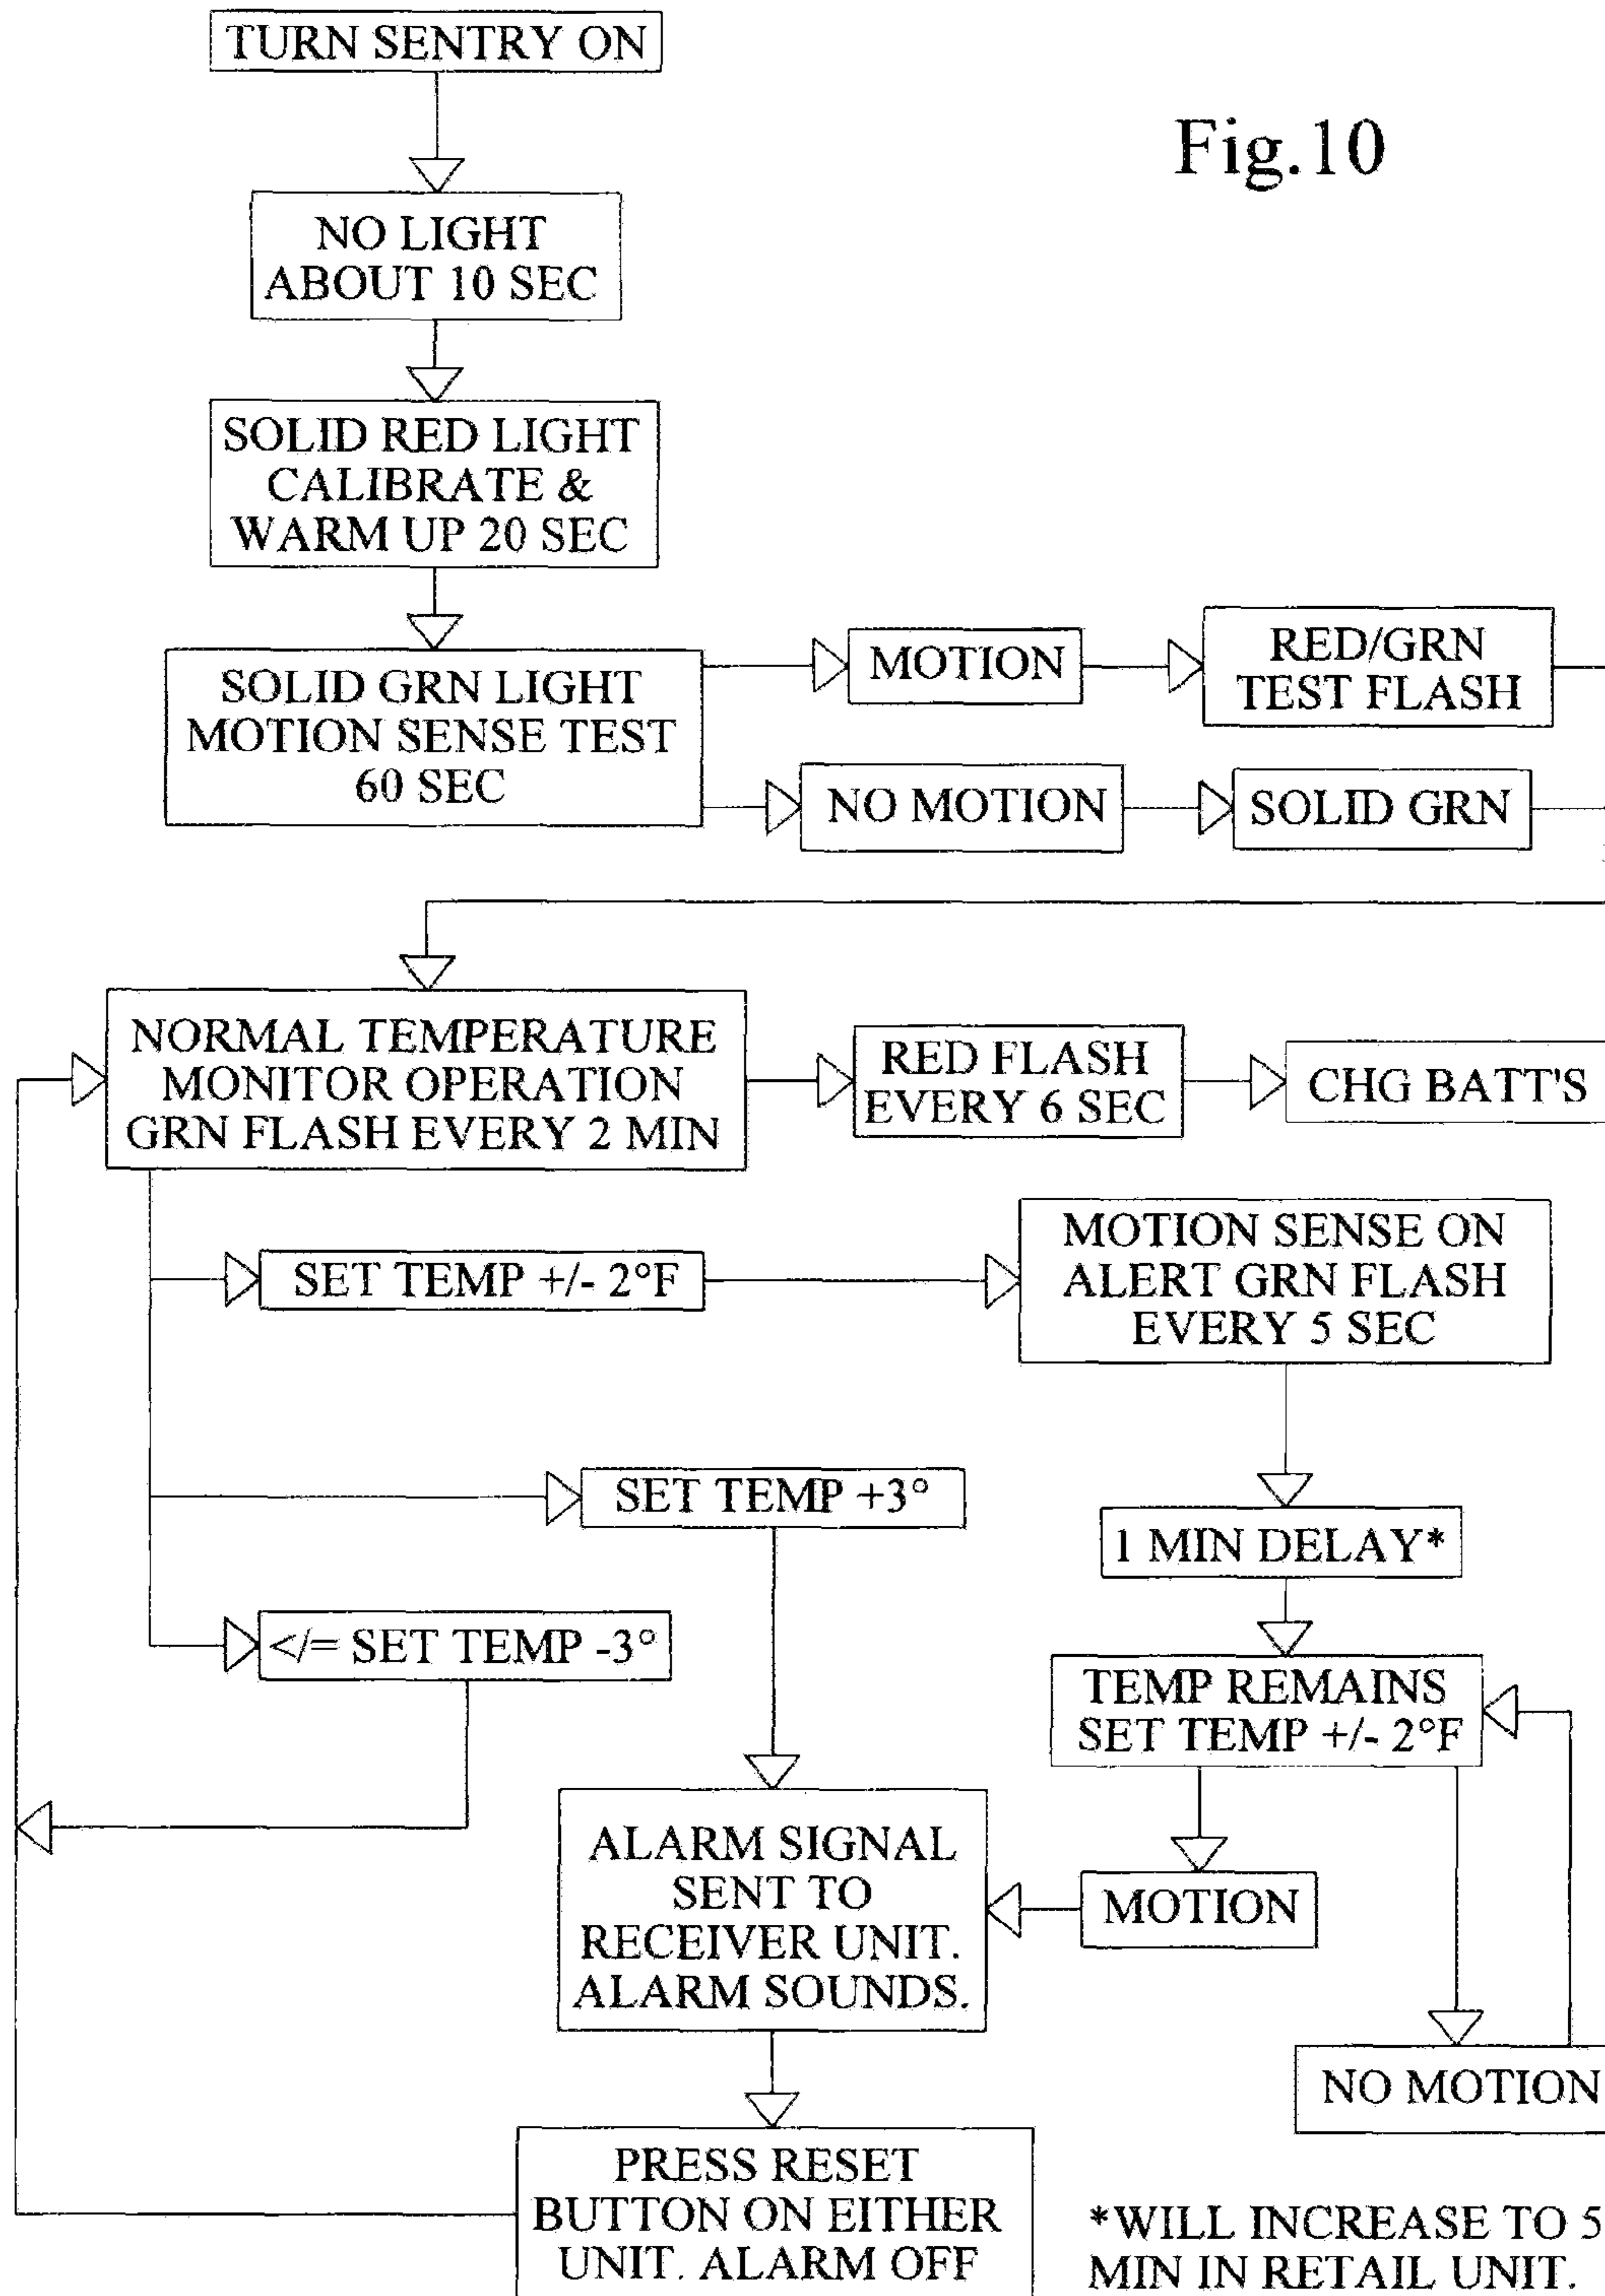 TURN SENTRY ON
Fig.10
NO LIGHT
ABOUT 10 SEC
SOLID RED LIGHT
CALIBRATE &
WARM UP 20 SEC
SOLID GRN LIGHT
MOTION SENSE TEST
60 SEC
MOTION
RED/GRN
TEST FLASH
NO MOTION
SOLID GRN
NORMAL TEMPERATURE
MONITOR OPERATION
GRN FLASH EVERY 2 MIN
RED FLASH
EVERY 6 SEC
CHG BATT'S
SET TEMP +/- 2°F
MOTION SENSE ON
ALERT GRN FLASH
EVERY 5 SEC
SET TEMP +3°
1 MIN DELAY*
</= SET TEMP -3°
TEMP REMAINS
SET TEMP +/- 2°F
ALARM SIGNAL
SENT TO
RECEIVER UNIT.
ALARM SOUNDS.
MOTION
NO MOTION
PRESS RESET
BUTTON ON EITHER
UNIT. ALARM OFF
*WILL INCREASE TO 5
MIN IN RETAIL UNIT.